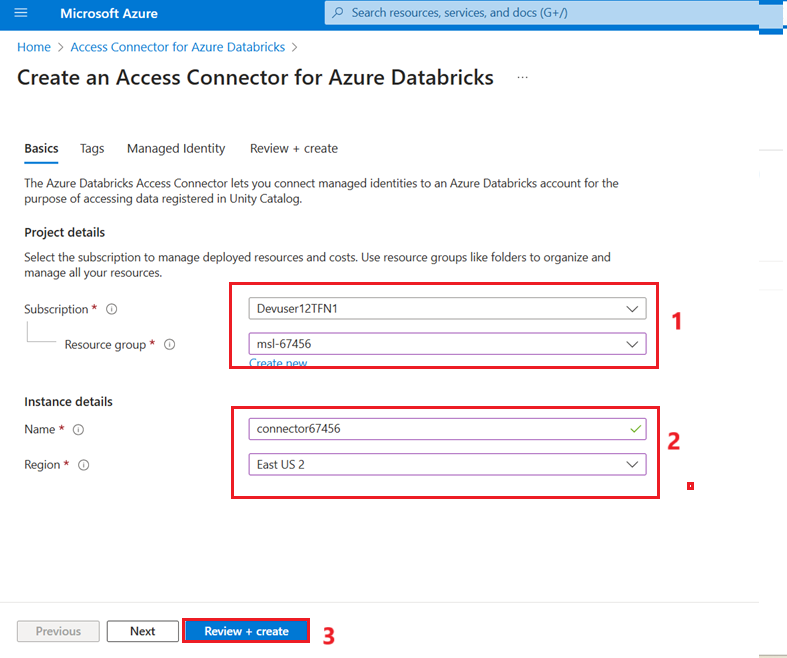 Microsoft Azure
Search resources, services, and docs (G+/)
Home > Access Connector for Azure Databricks >
Create an Access Connector for Azure Databricks ...
Basics Tags Managed Identity Review + create
The Azure Databricks Access Connector lets you connect managed identities to an Azure Databricks account for the
purpose of accessing data registered in Unity Catalog.
Project details
Select the subscription to manage deployed resources and costs. Use resource groups like folders to organize and
manage all your resources.
Subscription * Devuser12TFN1
1
Resource group * msl-67456
Create new
Instance details
Name * connector67456
2
Region * East US 2
Previous Next Review + create 3